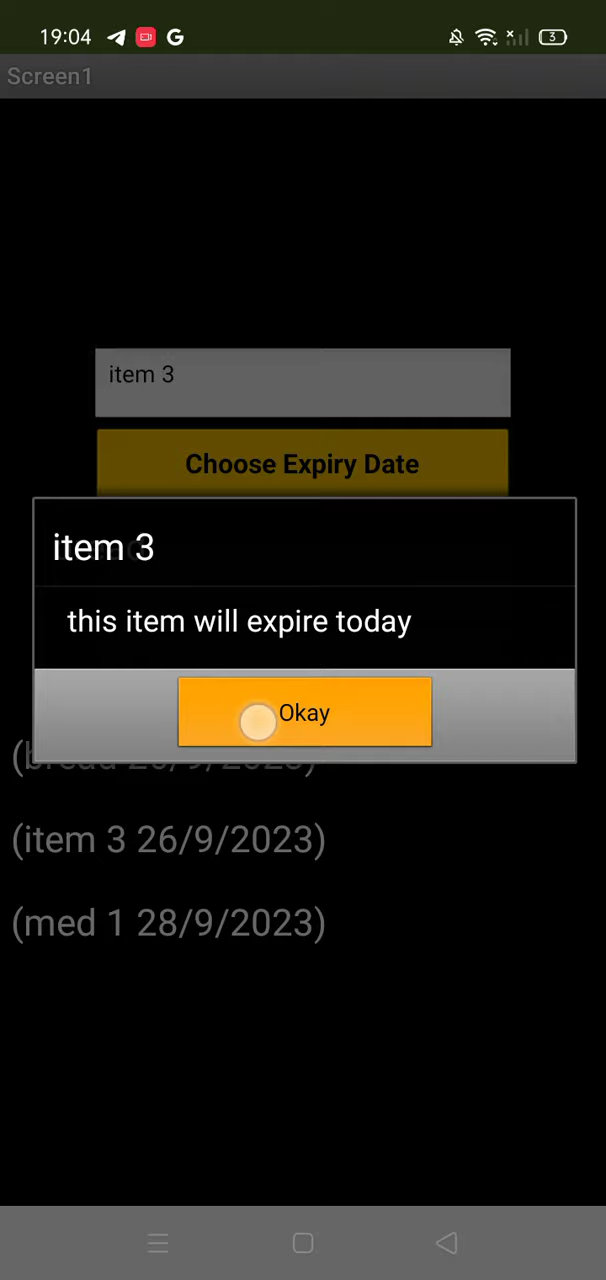 19:04
3
Screen1
item 3
Choose Expiry Date
item 3
this item will expire today
Okay
(item 3 26/9/2023)
(med 1 28/9/2023)